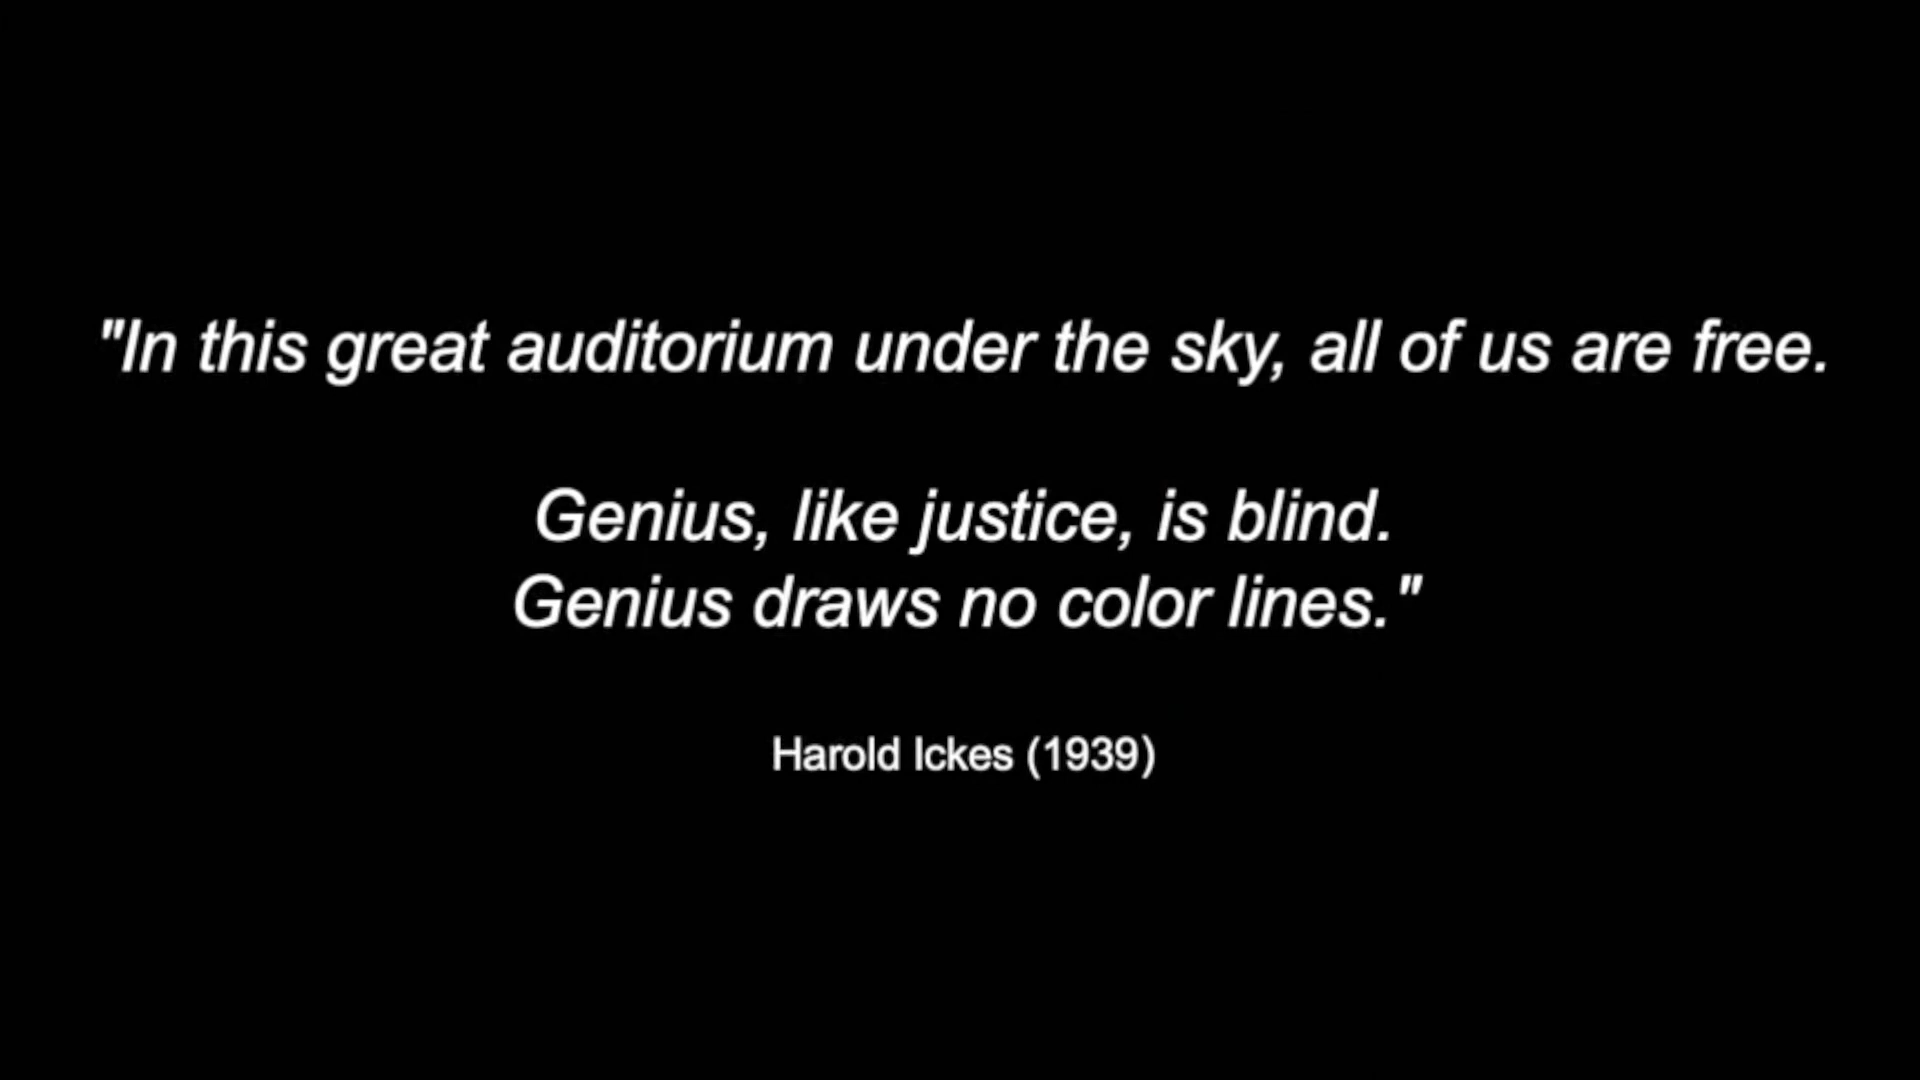 "In this great auditorium under the sky, all of us are free.
Genius, like justice, is blind.
Genius draws no color lines."
Harold Ickes (1939)